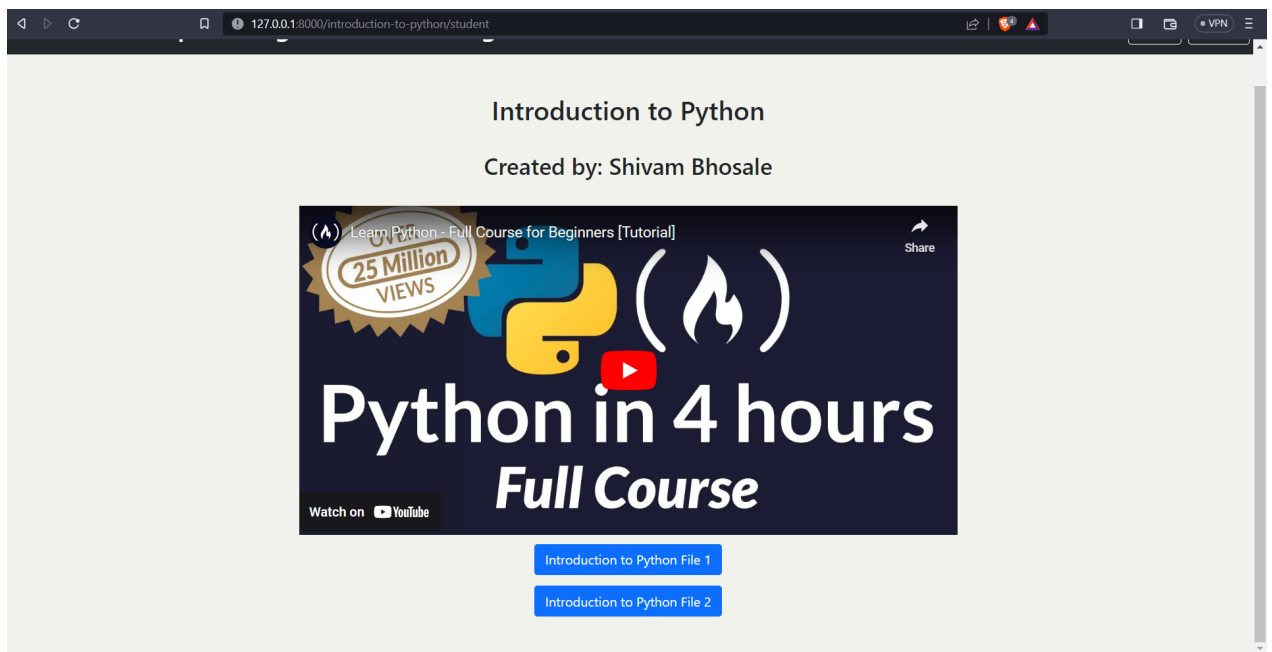 127.0.0.1:8000/introduction-to-python/student
4
VPN
Introduction to Python
Created by: Shivam Bhosale
Learn Python - Full Course for Beginners [Tutorial]
Share
OVER
25 Million
VIEWS
Python in 4 hours
Full Course
Watch on YouTube
Introduction to Python File 1
Introduction to Python File 2